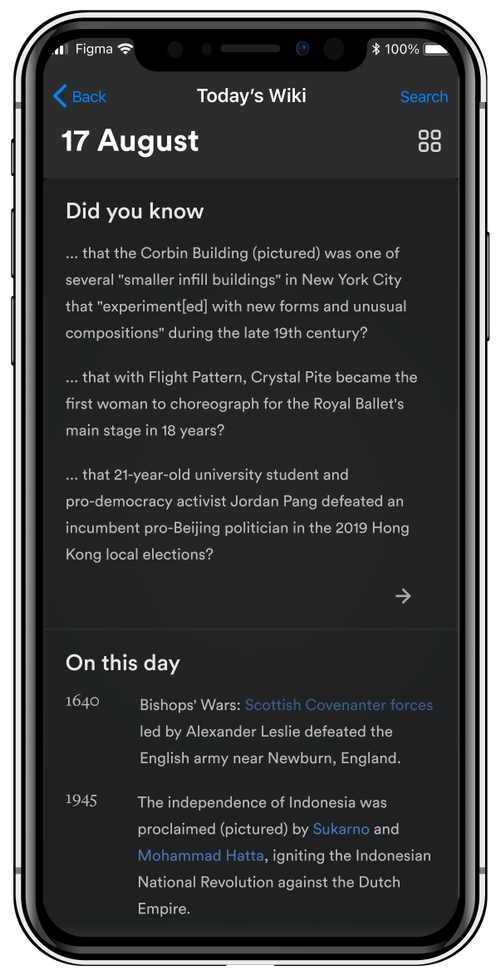 Figma 100%
Back Today's Wiki Search
17 August
Did you know
... that the Corbin Building (pictured) was one of
several "smaller infill buildings" in New York City
that "experiment[ed] with new forms and unusual
compositions" during the late 19th century?
... that with Flight Pattern, Crystal Pite became the
first woman to choreograph for the Royal Ballet's
main stage in 18 years?
... that 21-year-old university student and
pro-democracy activist Jordan Pang defeated an
incumbent pro-Beijing politician in the 2019 Hong
Kong local elections?
On this day
1640 Bishops' Wars: Scottish Covenanter forces
led by Alexander Leslie defeated the
English army near Newburn, England.
1945 The independence of Indonesia was
proclaimed (pictured) by Sukarno and
Mohammad Hatta, igniting the Indonesian
National Revolution against the Dutch
Empire.